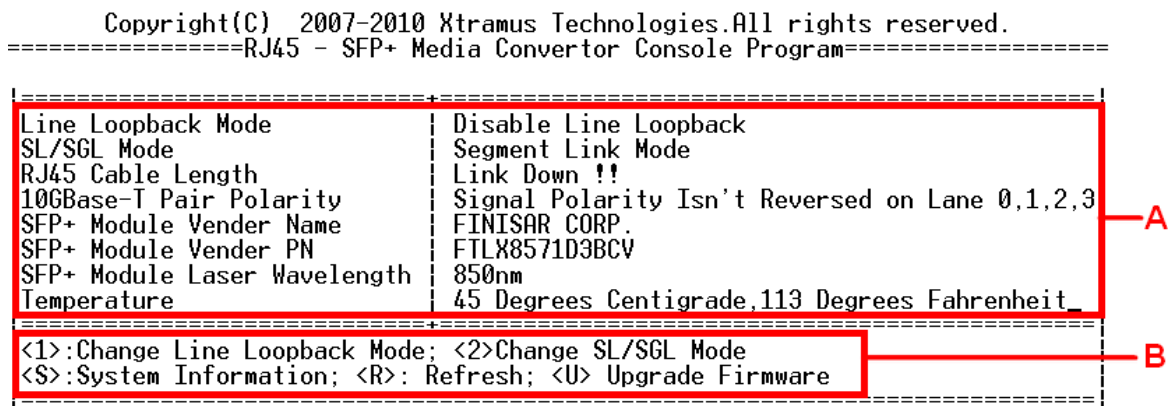 Copyright(C) 2007-2010 Xtramus Technologies.All rights reserved.
=================RJ45 - SFP+ Media Convertor Console Program===================
Line Loopback Mode | Disable Line Loopback
SL/SGL Mode | Segment Link Mode
RJ45 Cable Length | Link Down !!
10GBase-T Pair Polarity | Signal Polarity Isn't Reversed on Lane 0,1,2,3
SFP+ Module Vender Name | FINISAR CORP.
SFP+ Module Vender PN | FTLX8571D3BCV
SFP+ Module Laser Wavelength | 850nm
Temperature | 45 Degrees Centigrade,113 Degrees Fahrenheit_
A
<1>:Change Line Loopback Mode; <2>Change SL/SGL Mode
<S>:System Information; <R>: Refresh; <U> Upgrade Firmware
B